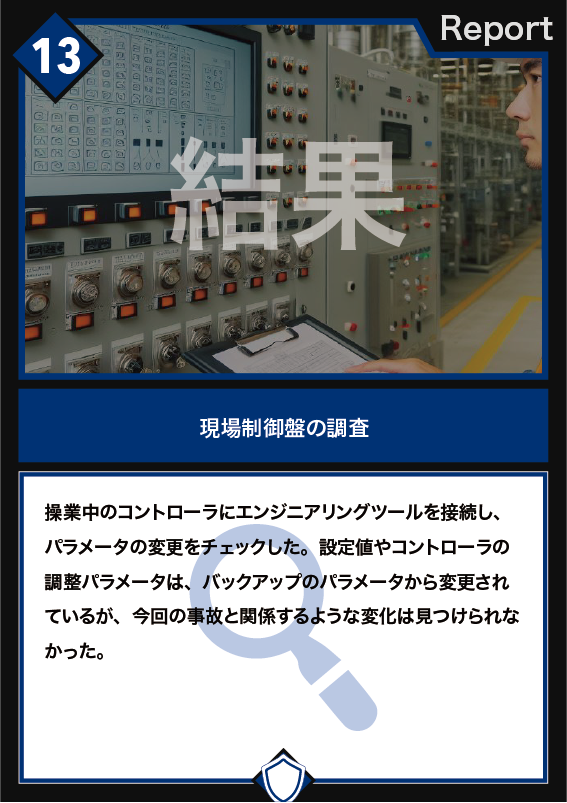 13
Report
結果
現場制御盤の調査
操業中のコントローラにエンジニアリングツールを接続し、
パラメータの変更をチェックした。設定値やコントローラの
調整パラメータは、バックアップのパラメータから変更され
ているが、今回の事故と関係するような変化は見つけられな
かった。